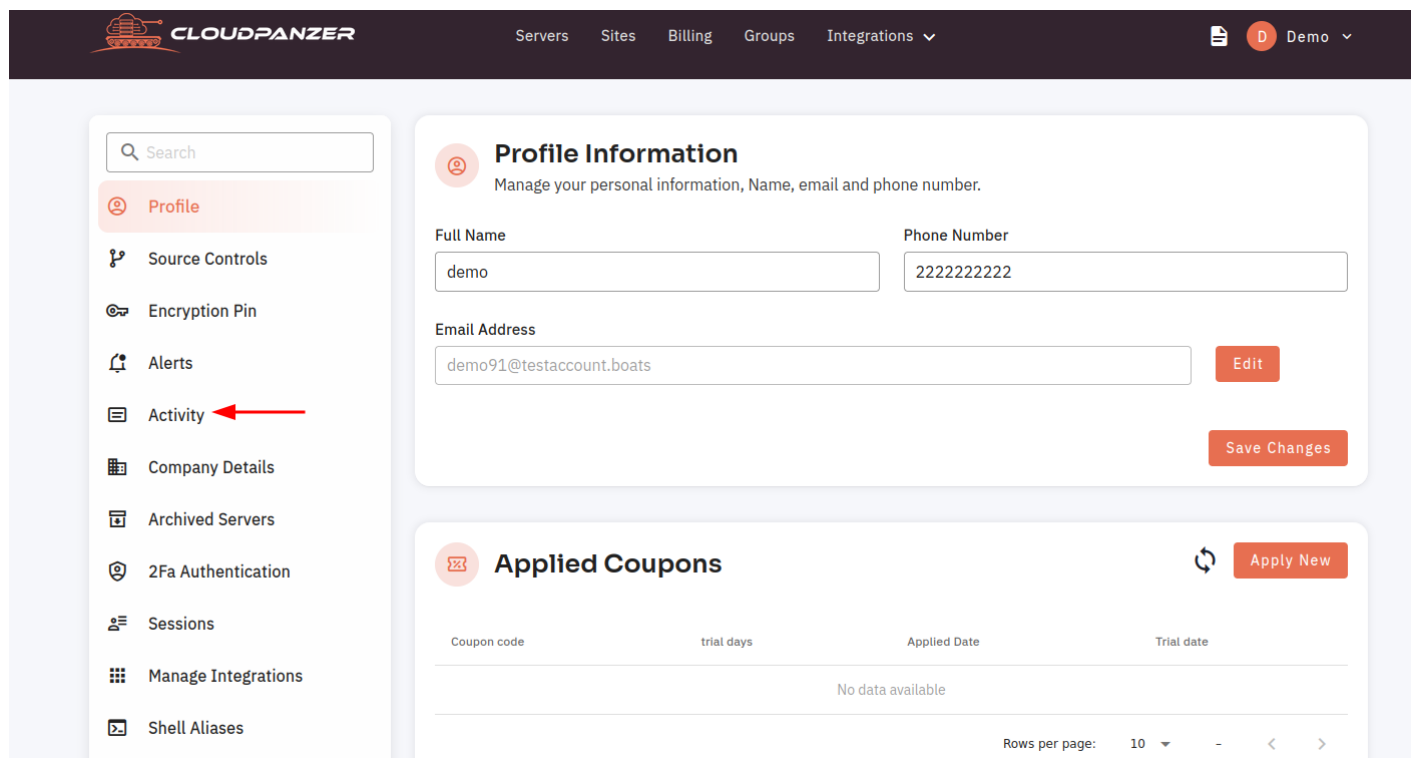 CLOUDPANZER
Servers Sites Billing Groups Integrations
D Demo
Search
Profile
Source Controls
Encryption Pin
Alerts
Activity
Company Details
Archived Servers
2Fa Authentication
Sessions
Manage Integrations
Shell Aliases
Profile Information
Manage your personal information, Name, email and phone number.
Full Name Phone Number
demo 2222222222
Email Address
demo91@testaccount.boats Edit
Save Changes
Applied Coupons Apply New
Coupon code trial days Applied Date Trial date
No data available
Rows per page: 10 –